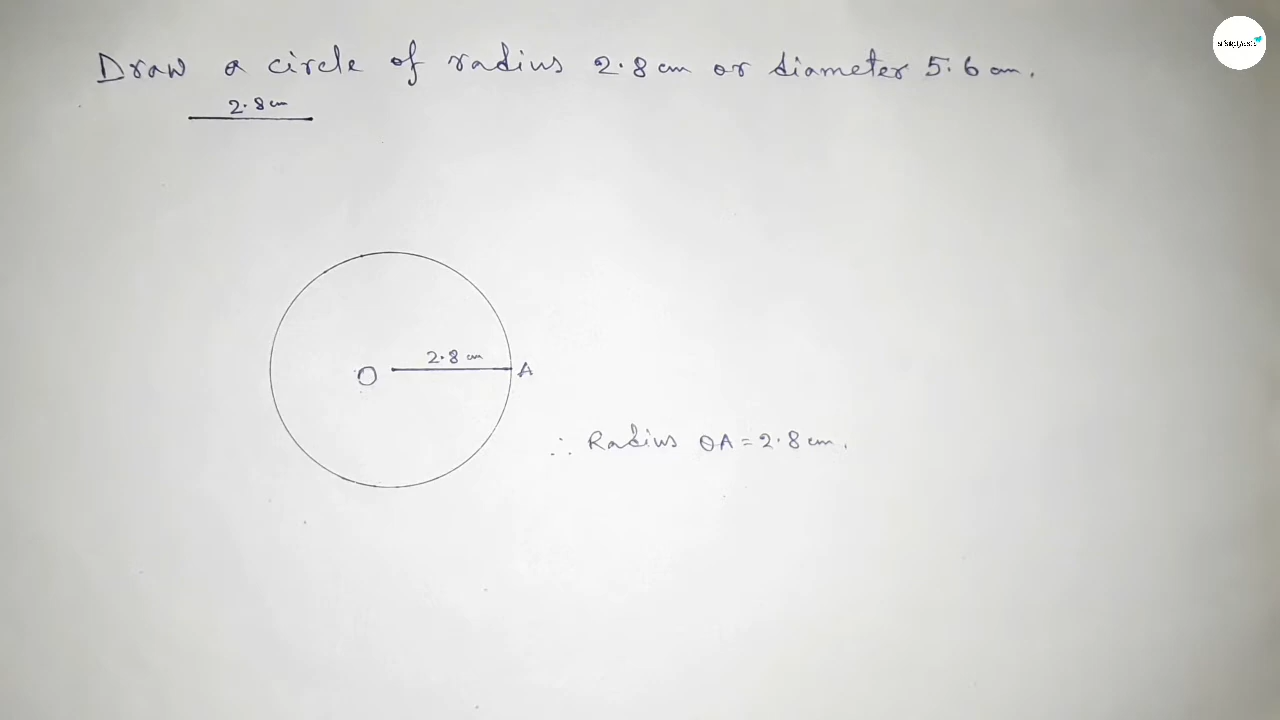 Draw a circle of radius 2.8 cm or diameter 5.6 cm.
2.8 cm
2.8 cm
O
A
∴ Radius OA = 2.8 cm.